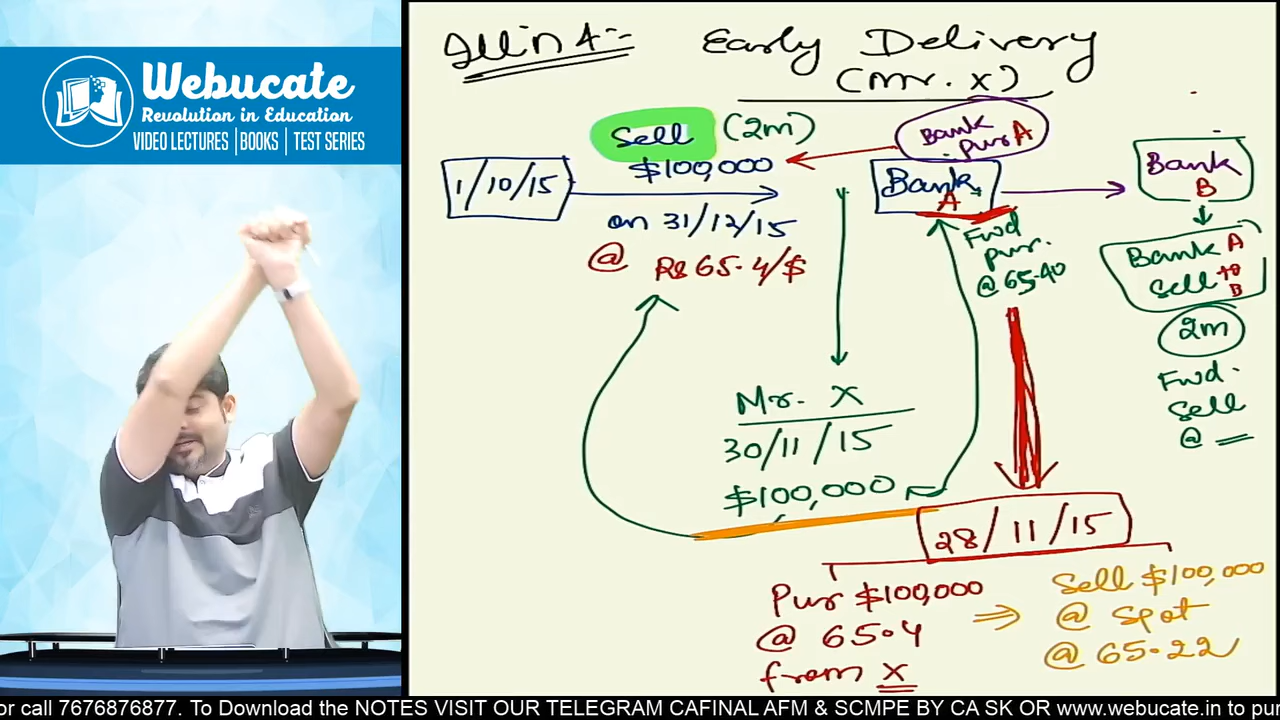 Webucate
Revolution in Education
VIDEO LECTURES | BOOKS | TEST SERIES
Early Delivery
(Mr. X)
Sell (2m)
$100,000
1/10/15
on 31/12/15
@ Rs 65.4/$
Bank
pur A
Bank
A
Fwd
pur.
@ 65.40
Bank
B
Bank A
Sell to
B
2m
Fwd.
Sell
@
Mr. X
30/11/15
$100,000
28/11/15
Pur $100,000
@ 65.4
from X
⇒
Sell $100,000
@ spot
@ 65.22
or call 7676876877. To Download the NOTES VISIT OUR TELEGRAM CAFINAL AFM & SCMPE BY CA SK OR www.webucate.in to pur